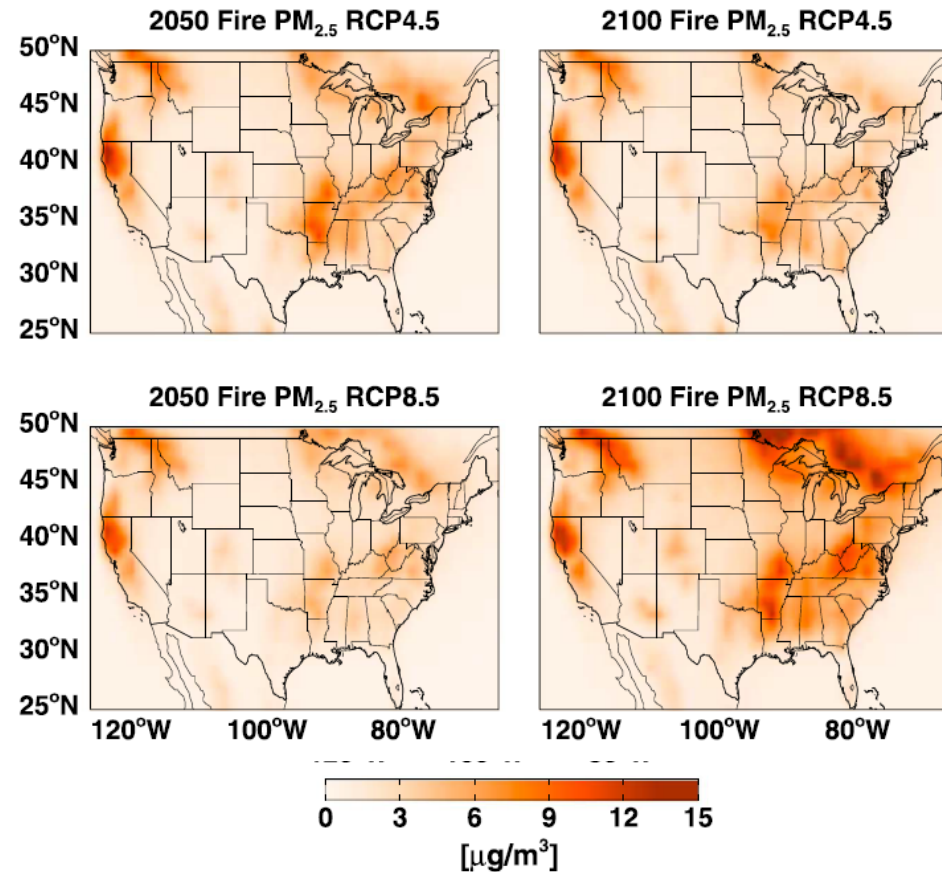 2050 Fire PM2.5 RCP4.5
2100 Fire PM2.5 RCP4.5
50°N
45°N
40°N
35°N
30°N
25°N
2050 Fire PM2.5 RCP8.5
2100 Fire PM2.5 RCP8.5
50°N
45°N
40°N
35°N
30°N
25°N
120°W 100°W 80°W
120°W 100°W 80°W
0 3 6 9 12 15
[μg/m³]